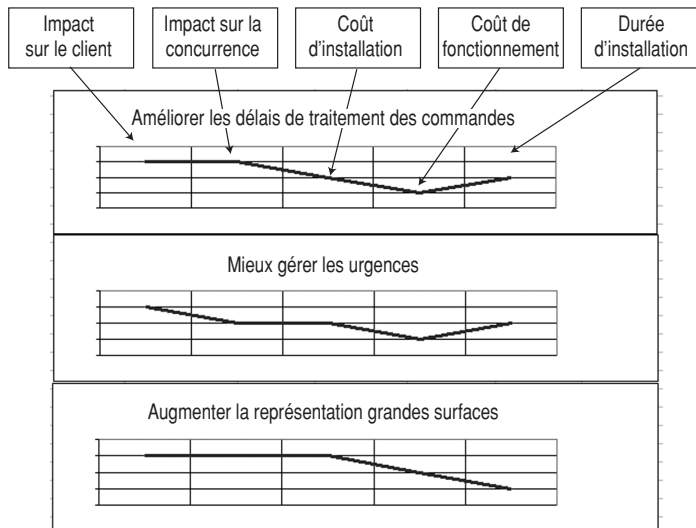 Impact
sur le client
Impact sur la
concurrence
Coût
d'installation
Coût de
fonctionnement
Durée
d'installation
Améliorer les délais de traitement des commandes
Mieux gérer les urgences
Augmenter la représentation grandes surfaces